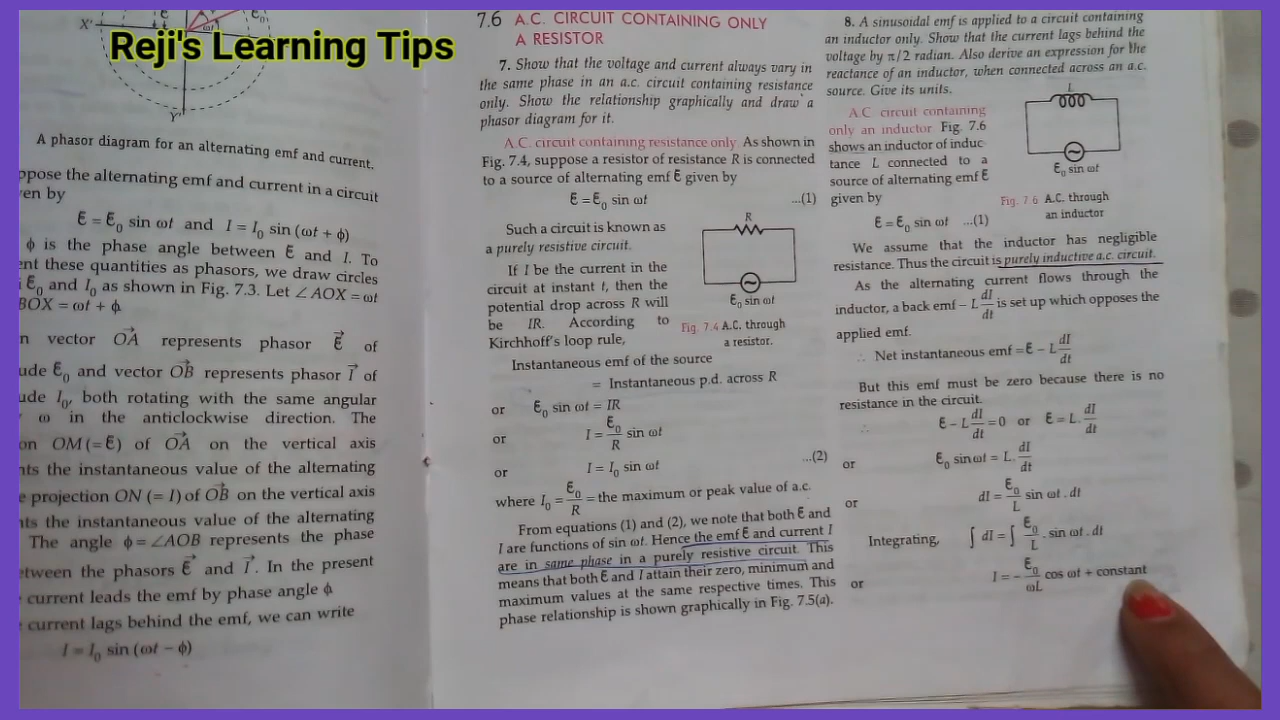 X'
Reji's Learning Tips
Y'
A phasor diagram for an alternating emf and current.
ppose the alternating emf and current in a circuit
en by
Ɛ = Ɛ₀ sin ωt and I = I₀ sin (ωt + ϕ)
ϕ is the phase angle between Ɛ and I. To
ent these quantities as phasors, we draw circles
i Ɛ₀ and I₀ as shown in Fig. 7.3. Let ∠ AOX = ωt
BOX = ωt + ϕ
n vector OA⃗ represents phasor Ɛ⃗ of
ude Ɛ₀ and vector OB⃗ represents phasor I⃗ of
ude I₀, both rotating with the same angular
ω in the anticlockwise direction. The
on OM (= Ɛ) of OA⃗ on the vertical axis
nts the instantaneous value of the alternating
e projection ON (= I) of OB⃗ on the vertical axis
nts the instantaneous value of the alternating
The angle ϕ = ∠AOB represents the phase
etween the phasors Ɛ⃗ and I⃗. In the present
current leads the emf by phase angle ϕ
current lags behind the emf, we can write
I = I₀ sin (ωt − ϕ)
7.6 A.C. CIRCUIT CONTAINING ONLY
A RESISTOR
7. Show that the voltage and current always vary in
the same phase in an a.c. circuit containing resistance
only. Show the relationship graphically and draw a
phasor diagram for it.
A.C. circuit containing resistance only. As shown in
Fig. 7.4, suppose a resistor of resistance R is connected
to a source of alternating emf Ɛ given by
Ɛ = Ɛ₀ sin ωt ...(1)
Such a circuit is known as
a purely resistive circuit.
If I be the current in the
circuit at instant t, then the
potential drop across R will
be IR. According to
Kirchhoff's loop rule,
R
Ɛ₀ sin ωt
Fig. 7.4 A.C. through
a resistor.
Instantaneous emf of the source
= Instantaneous p.d. across R
or Ɛ₀ sin ωt = IR
or I = Ɛ₀/R sin ωt
or I = I₀ sin ωt ...(2)
where I₀ = Ɛ₀/R = the maximum or peak value of a.c.
From equations (1) and (2), we note that both Ɛ and
I are functions of sin ωt. Hence the emf Ɛ and current I
are in same phase in a purely resistive circuit. This
means that both Ɛ and I attain their zero, minimum and
maximum values at the same respective times. This
phase relationship is shown graphically in Fig. 7.5(a).
8. A sinusoidal emf is applied to a circuit containing
an inductor only. Show that the current lags behind the
voltage by π/2 radian. Also derive an expression for the
reactance of an inductor, when connected across an a.c.
source. Give its units.
A.C. circuit containing
only an inductor. Fig. 7.6
shows an inductor of induc-
tance L connected to a
source of alternating emf Ɛ
given by
Ɛ = Ɛ₀ sin ωt ...(1)
L
Ɛ₀ sin ωt
Fig. 7 6 A.C. through
an inductor
We assume that the inductor has negligible
resistance. Thus the circuit is purely inductive a.c. circuit.
As the alternating current flows through the
inductor, a back emf − L dI/dt is set up which opposes the
applied emf.
∴ Net instantaneous emf = Ɛ − L dI/dt
But this emf must be zero because there is no
resistance in the circuit.
∴ Ɛ − L dI/dt = 0 or Ɛ = L. dI/dt
or Ɛ₀ sin ωt = L. dI/dt
or dI = Ɛ₀/L sin ωt . dt
Integrating, ∫ dI = ∫ Ɛ₀/L . sin ωt . dt
or I = − Ɛ₀/ωL cos ωt + constant